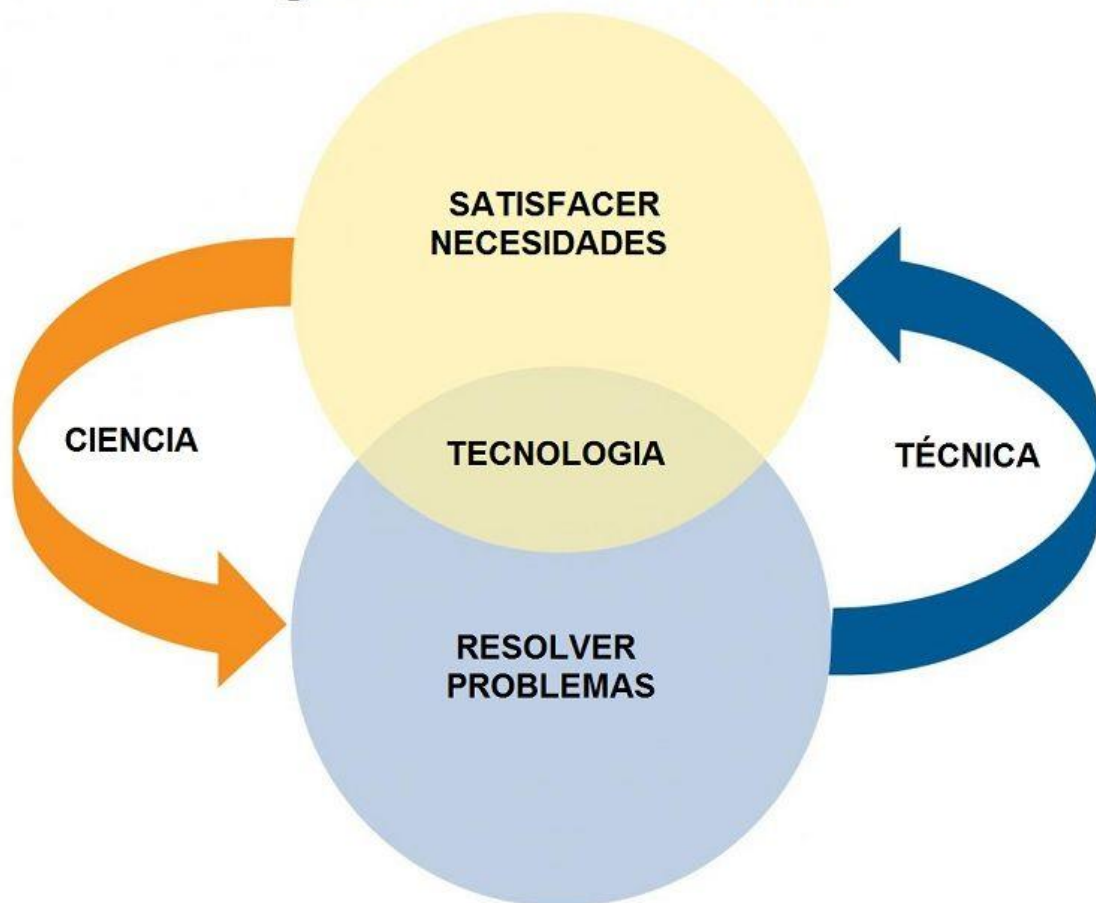 SATISFACER
NECESIDADES
CIENCIA
TECNOLOGIA
TÉCNICA
RESOLVER
PROBLEMAS